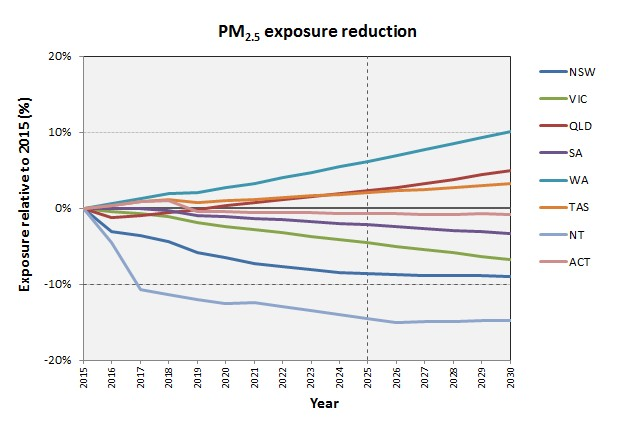 PM2.5 exposure reduction
Exposure relative to 2015 (%)
20%
10%
0%
-10%
-20%
2015
2016
2017
2018
2019
2020
2021
2022
2023
2024
2025
2026
2027
2028
2029
2030
Year
NSW
VIC
QLD
SA
WA
TAS
NT
ACT